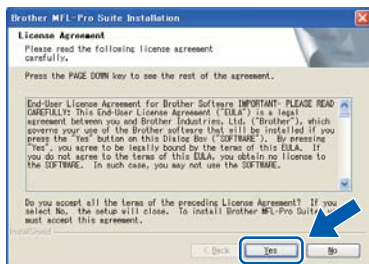 Brother MFL-Pro Suite Installation
License Agreement
Please read the following license agreement
carefully.
Press the PAGE DOWN key to see the rest of the agreement.
End-User License Agreement for Brother Software IMPORTANT- PLEASE READ
CAREFULLY: This End-User License Agreement ("EULA") is a legal
agreement between you and Brother Industries, Ltd. ("Brother"), which
governs your use of the Brother software that will be installed if you
press the "Yes" button on this Dialog Box ("SOFTWARE"). By pressing
"Yes", you agree to be legally bound by the terms of this EULA. If
you do not agree to the terms of this EULA, you obtain no license to
the SOFTWARE. In such case, you may not use the SOFTWARE.
Do you accept all the terms of the preceding License Agreement? If you
select No, the setup will close. To install Brother MFL-Pro Suite, you
must accept this agreement.
InstallShield
< Back
Yes
No